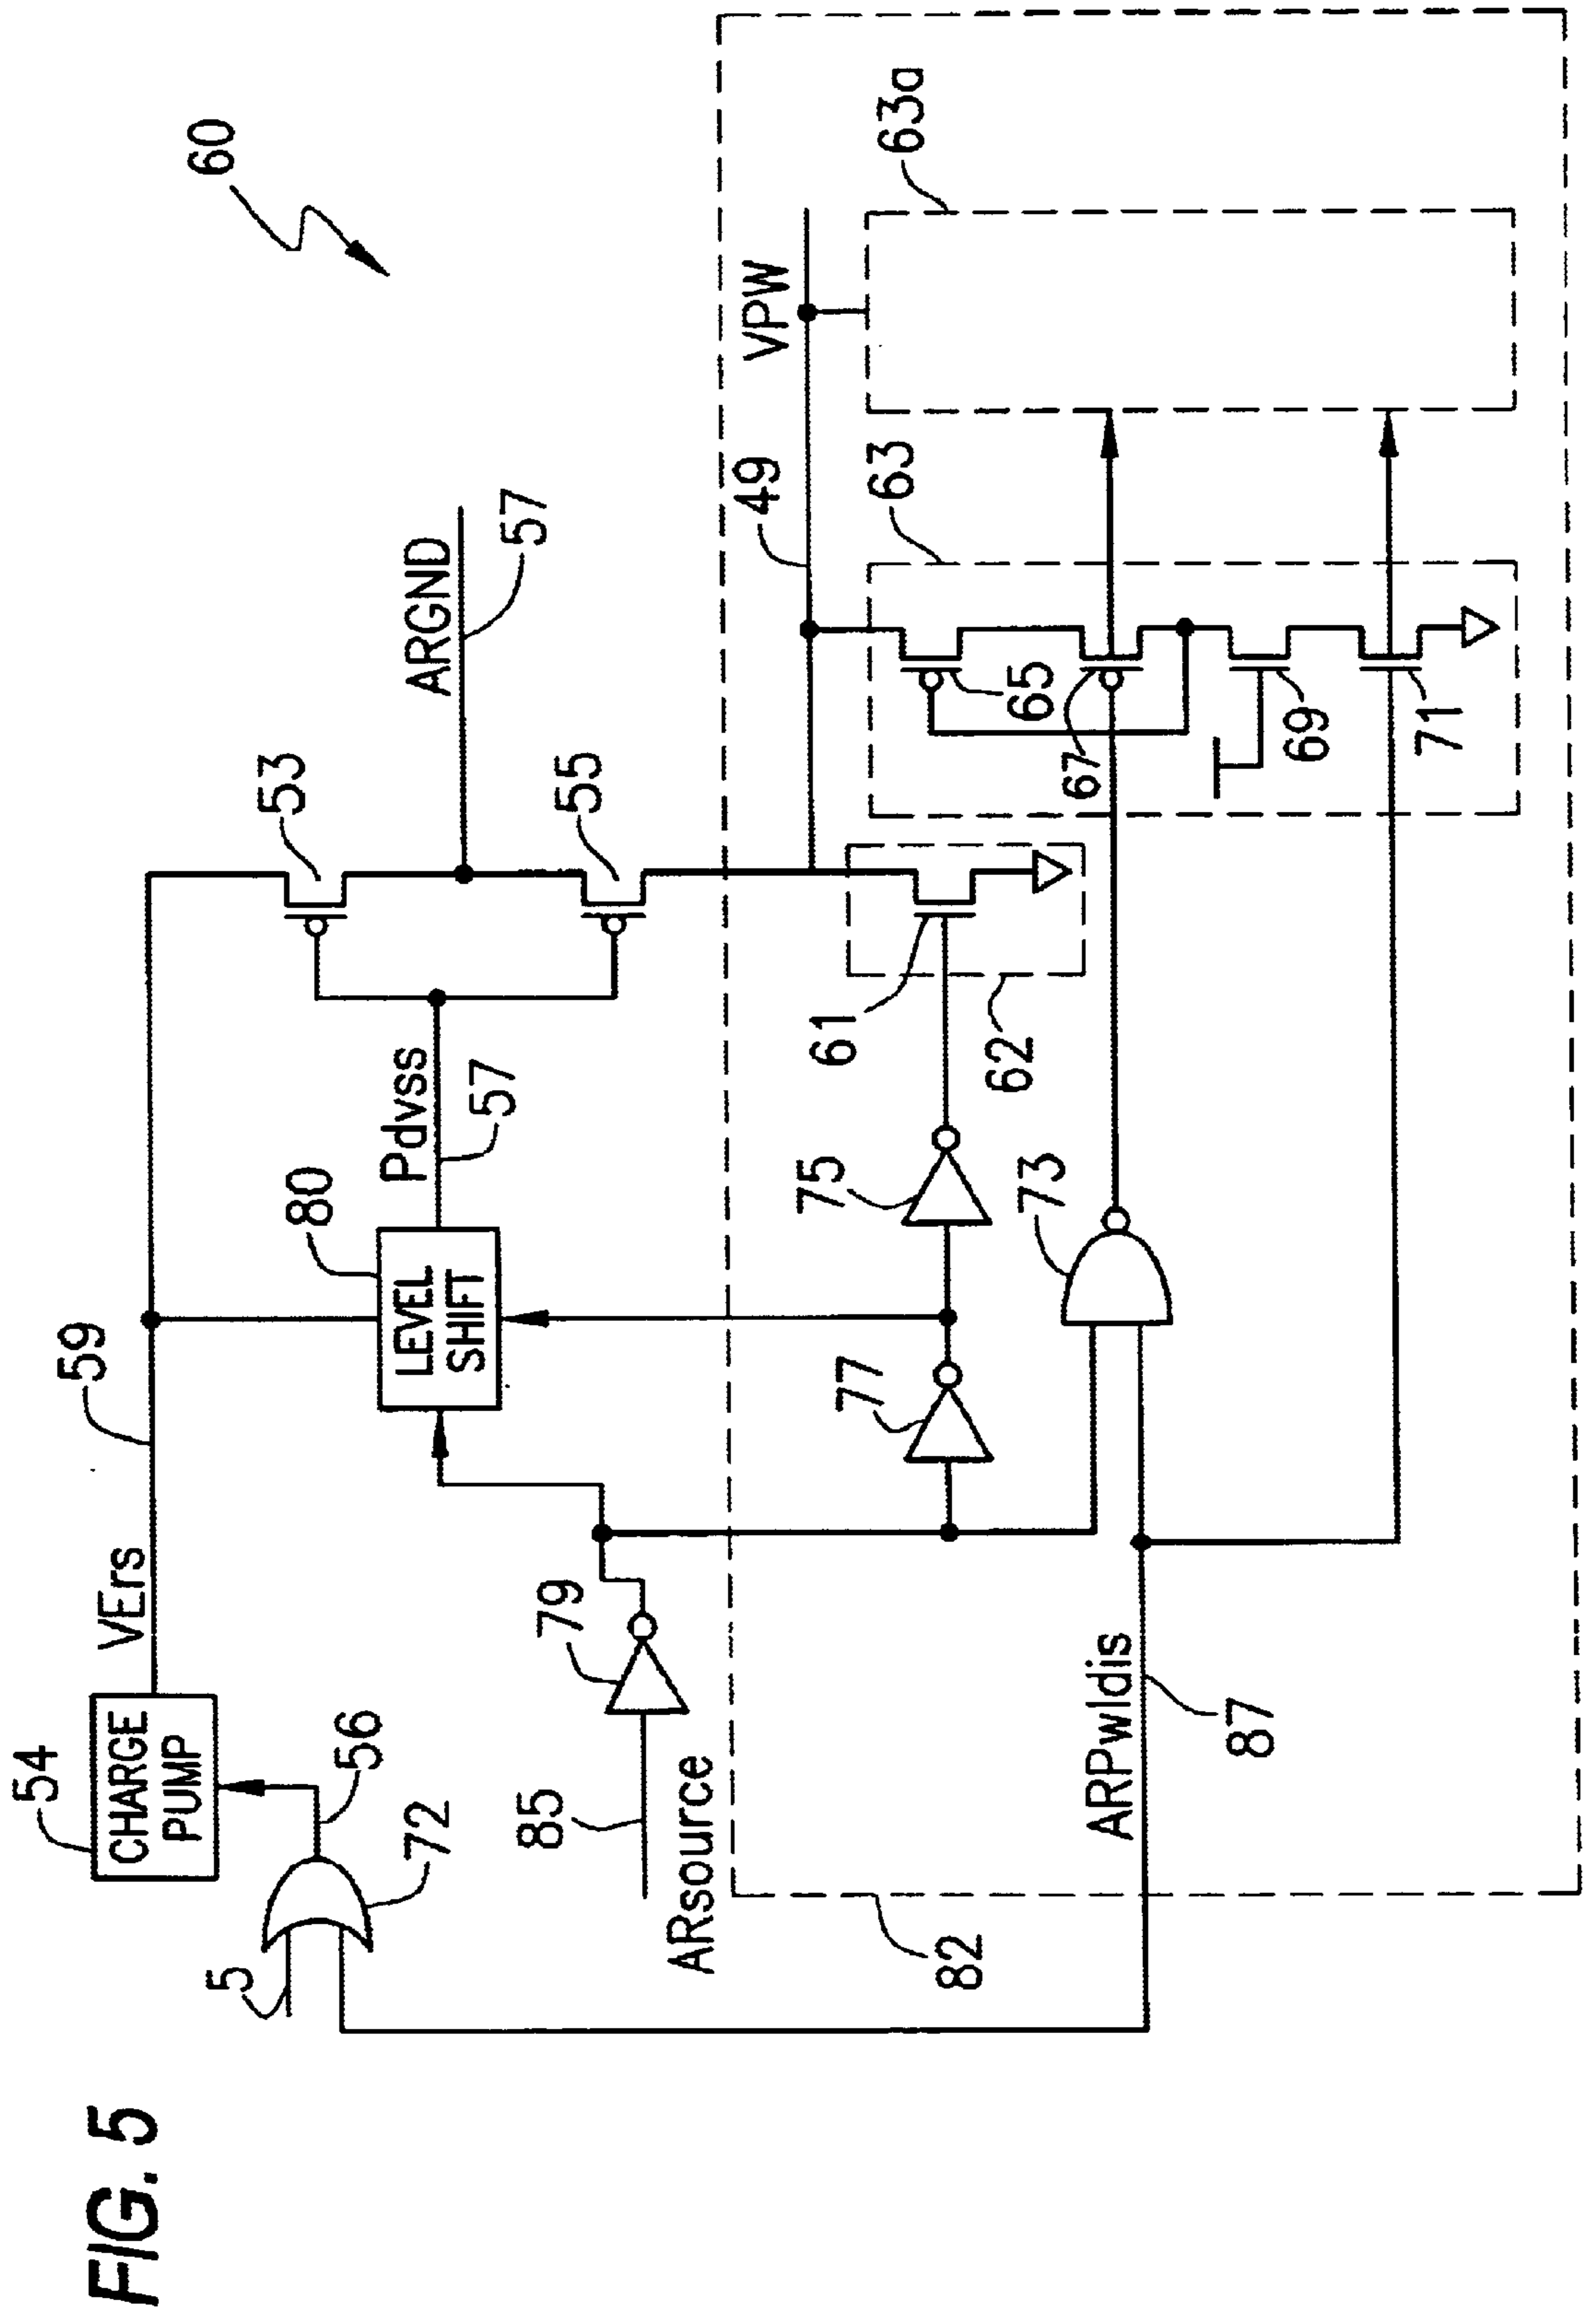 FIG. 5
60
54
CHARGE
PUMP
VErs
59
56
72
5
80
LEVEL
SHIFT
Pdvss
57
53
55
ARGND
57
85
ARsource
79
49
VPW
77
75
61
62
63
63a
65
67
69
71
73
ARPwldis
87
82